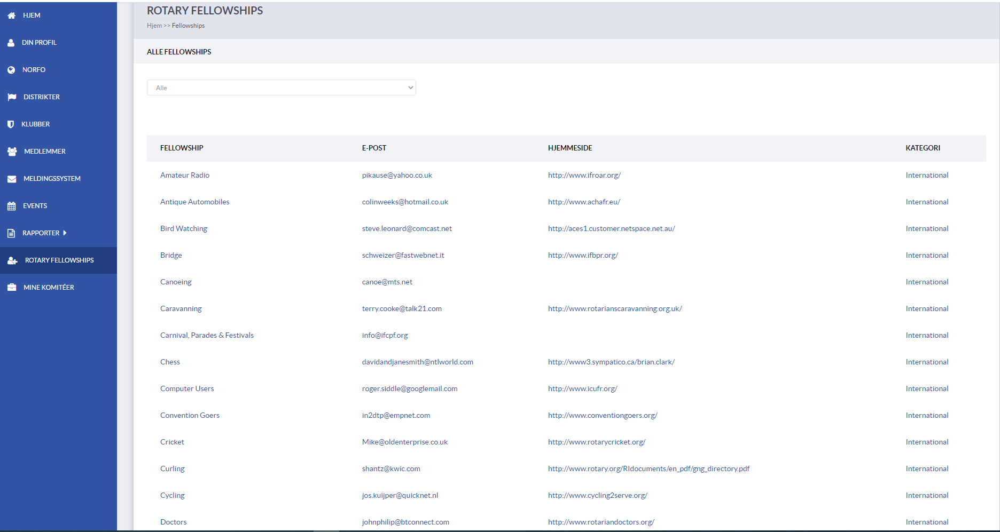 HJEM
DIN PROFIL
NORFO
DISTRIKTER
KLUBBER
MEDLEMMER
MELDINGSSYSTEM
EVENTS
RAPPORTER
ROTARY FELLOWSHIPS
MINE KOMITÉER
ROTARY FELLOWSHIPS
Hjem >> Fellowships
ALLE FELLOWSHIPS
Alle
FELLOWSHIP E-POST HJEMMESIDE KATEGORI
Amateur Radio pikause@yahoo.co.uk http://www.ifroar.org/ International
Antique Automobiles colinweeks@hotmail.co.uk http://www.achafr.eu/ International
Bird Watching steve.leonard@comcast.net http://aces1.customer.netspace.net.au/ International
Bridge schweizer@fastwebnet.it http://www.ifbpr.org/ International
Canoeing canoe@mts.net International
Caravanning terry.cooke@talk21.com http://www.rotarianscaravanning.org.uk/ International
Carnival, Parades & Festivals info@ifcpf.org International
Chess davidandjanesmith@ntlworld.com http://www3.sympatico.ca/brian.clark/ International
Computer Users roger.siddle@googlemail.com http://www.icufr.org/ International
Convention Goers in2dtp@empnet.com http://www.conventiongoers.org/ International
Cricket Mike@oldenterprise.co.uk http://www.rotarycricket.org/ International
Curling shantz@kwic.com http://www.rotary.org/RIdocuments/en_pdf/gng_directory.pdf International
Cycling jos.kuijper@quicknet.nl http://www.cycling2serve.org/ International
Doctors johnphilip@btconnect.com http://www.rotariandoctors.org/ International